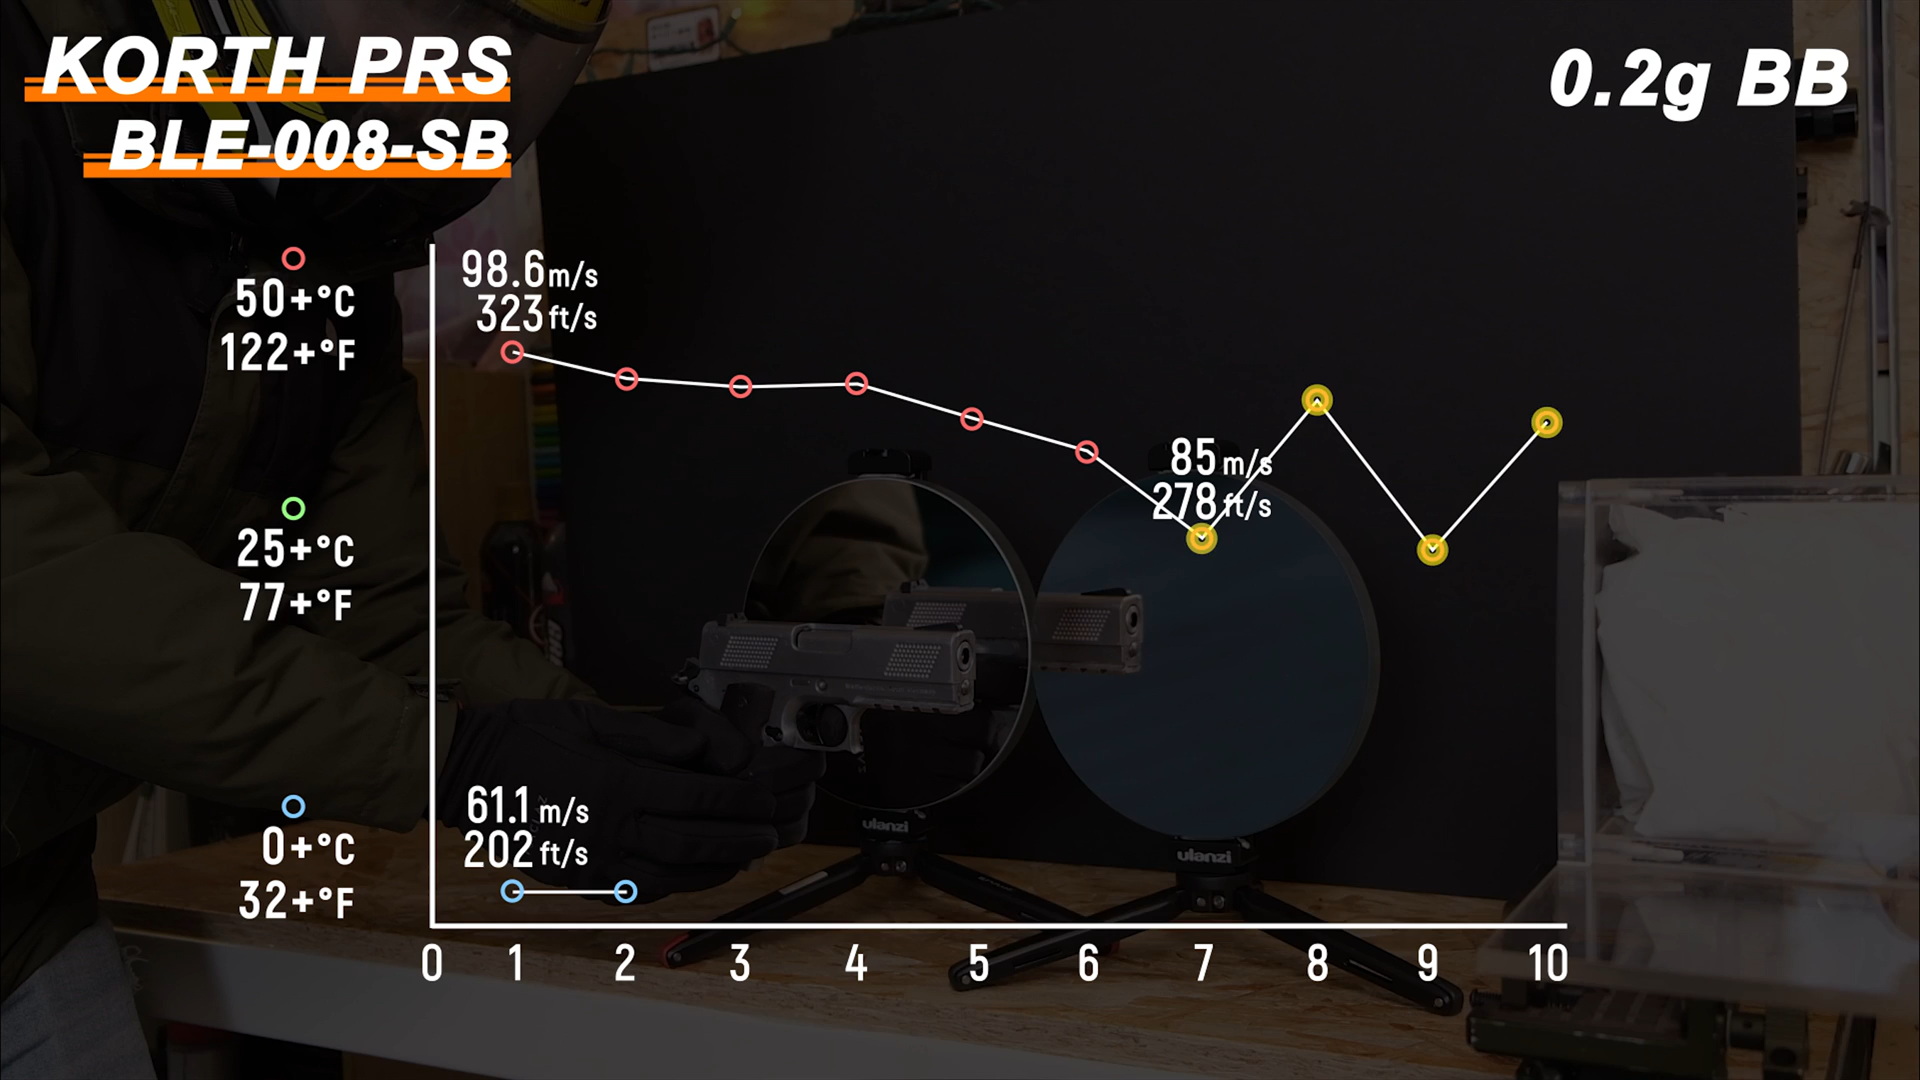 KORTH PRS
BLE-008-SB
0.2g BB
50+°C
122+°F
25+°C
77+°F
0+°C
32+°F
98.6m/s
323ft/s
85m/s
278ft/s
61.1m/s
202ft/s
ulanzi
ulanzi
0 1 2 3 4 5 6 7 8 9 10